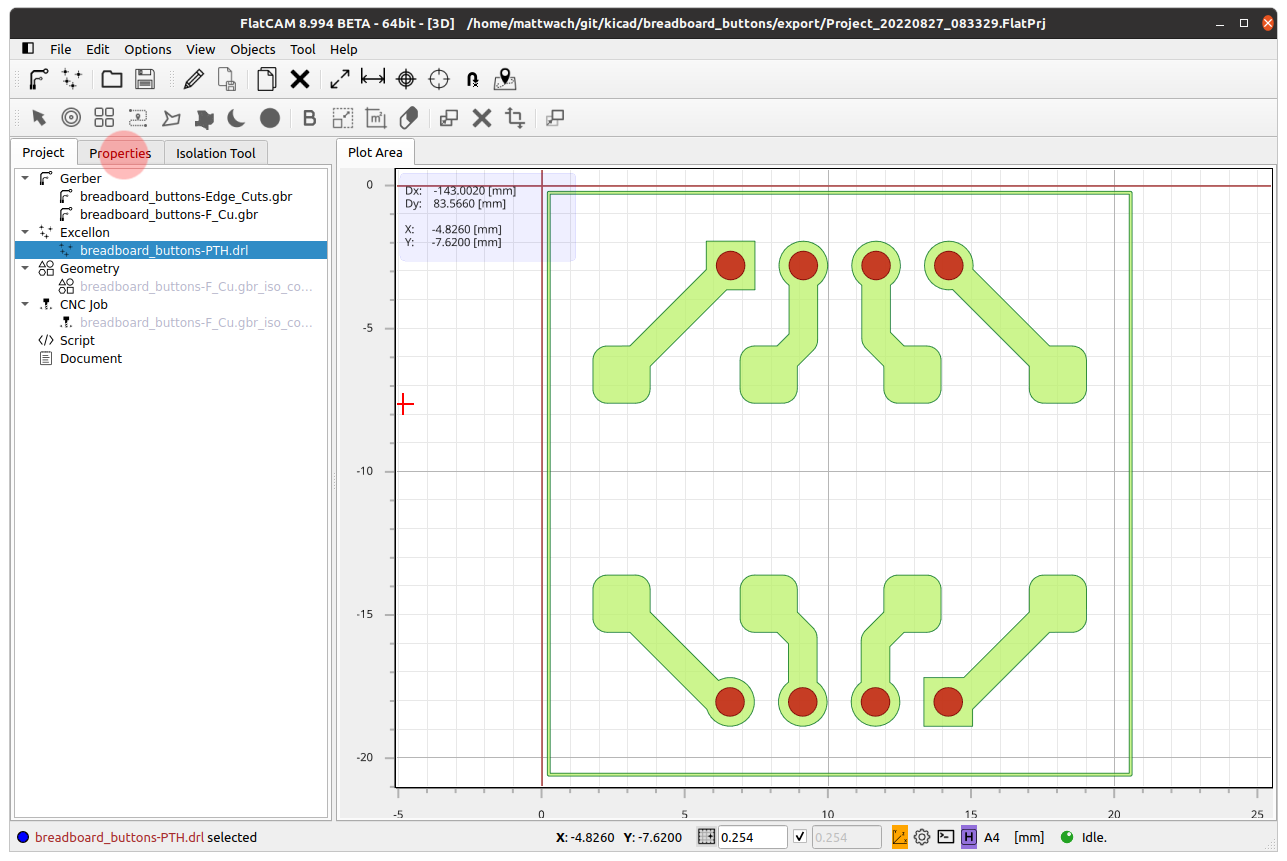 FlatCAM 8.994 BETA - 64bit - [3D] /home/mattwach/git/kicad/breadboard_buttons/export/Project_20220827_083329.FlatPrj
File Edit Options View Objects Tool Help
B
m²
Project Properties Isolation Tool
Plot Area
Gerber
breadboard_buttons-Edge_Cuts.gbr
breadboard_buttons-F_Cu.gbr
Excellon
breadboard_buttons-PTH.drl
Geometry
breadboard_buttons-F_Cu.gbr_iso_co...
CNC Job
breadboard_buttons-F_Cu.gbr_iso_co...
Script
Document
Dx: -143.0020 [mm]
Dy: 83.5660 [mm]
X: -4.8260 [mm]
Y: -7.6200 [mm]
0
-5
-10
-15
-20
-5 0 5 10 15 20 25
breadboard_buttons-PTH.drl selected
X: -4.8260 Y: -7.6200 0.254 0.254 H A4 [mm] Idle.